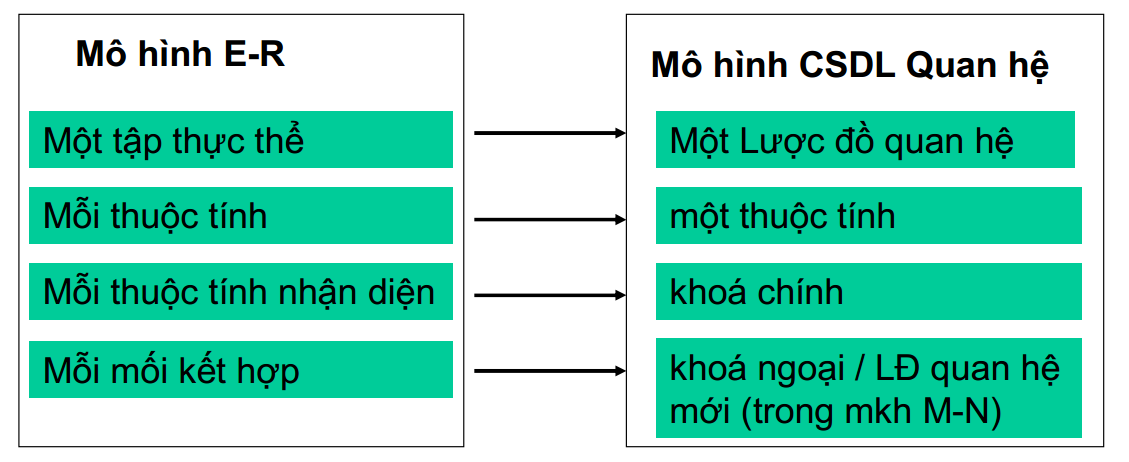 Mô hình E-R
Một tập thực thể
Mỗi thuộc tính
Mỗi thuộc tính nhận diện
Mỗi mối kết hợp
Mô hình CSDL Quan hệ
Một Lược đồ quan hệ
một thuộc tính
khoá chính
khoá ngoại / LĐ quan hệ
mới (trong mkh M-N)